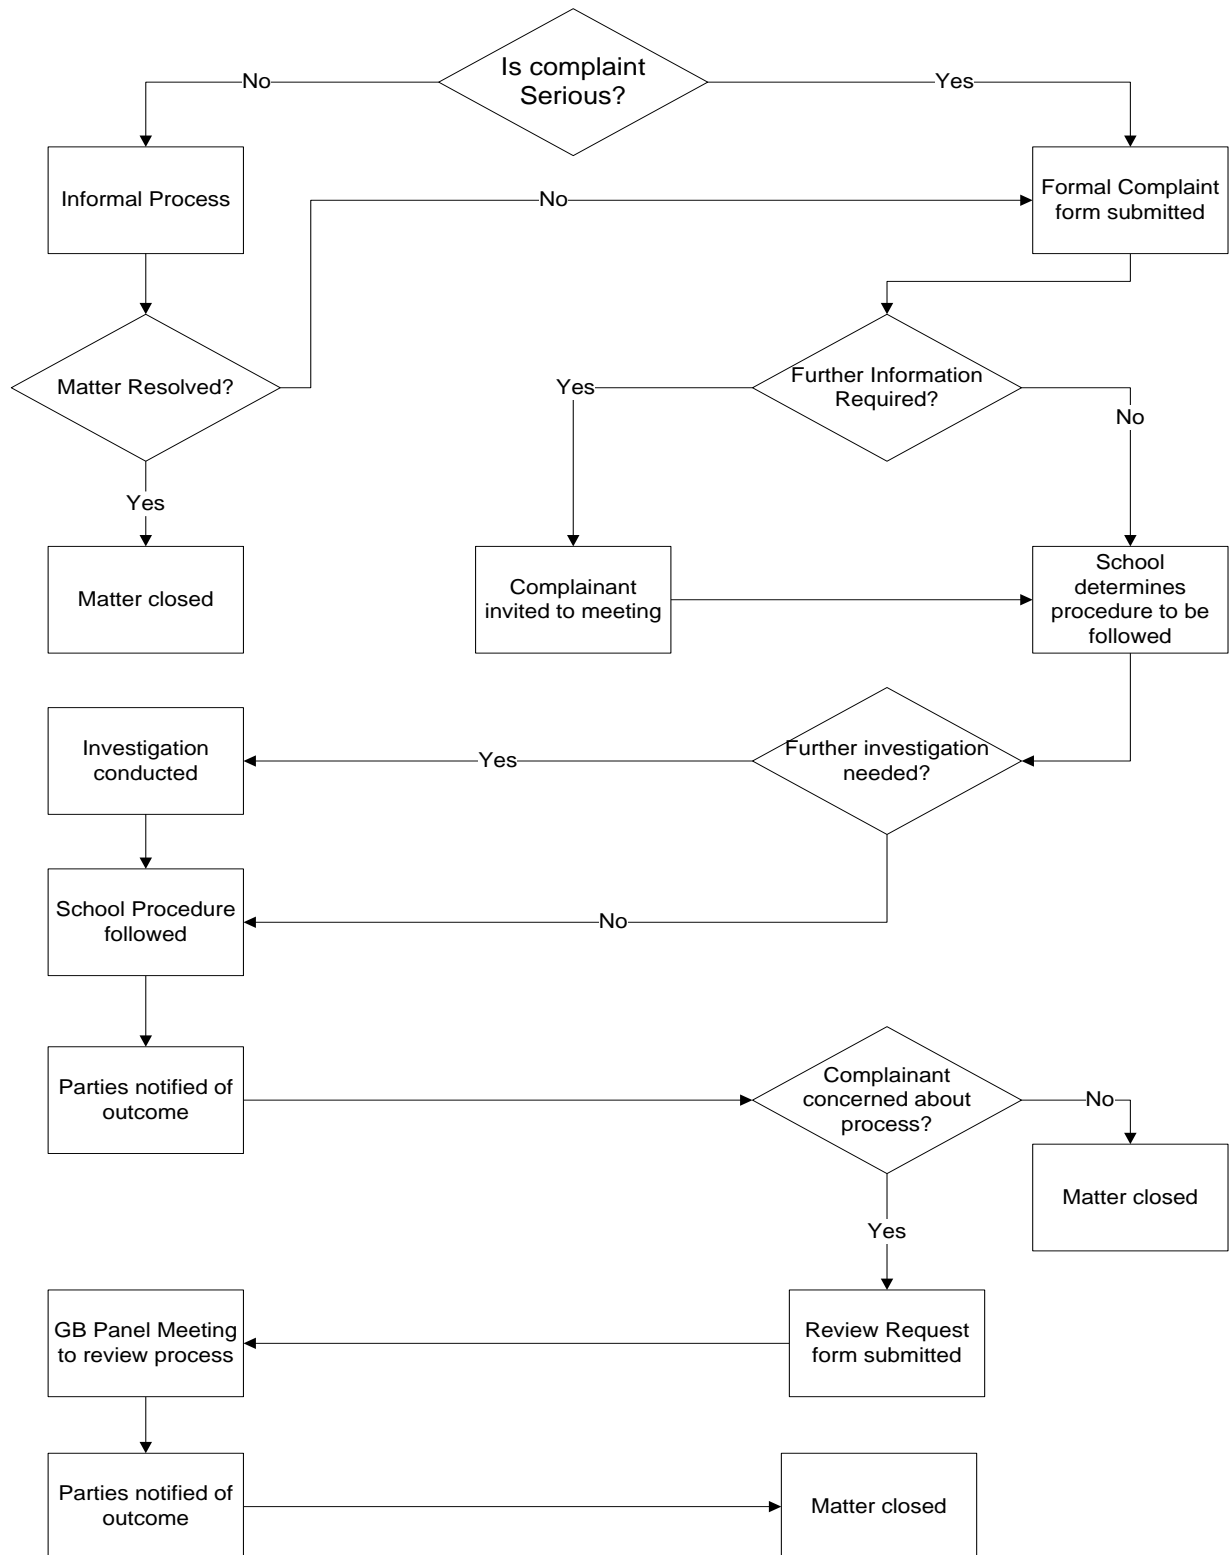 Is complaint
Serious?
No
Yes
Informal Process
Formal Complaint
form submitted
No
Matter Resolved?
Further Information
Required?
Yes
No
Yes
Matter closed
Complainant
invited to meeting
School
determines
procedure to be
followed
Investigation
conducted
Yes
Further investigation
needed?
School Procedure
followed
No
Parties notified of
outcome
Complainant
concerned about
process?
No
Matter closed
Yes
GB Panel Meeting
to review process
Review Request
form submitted
Parties notified of
outcome
Matter closed